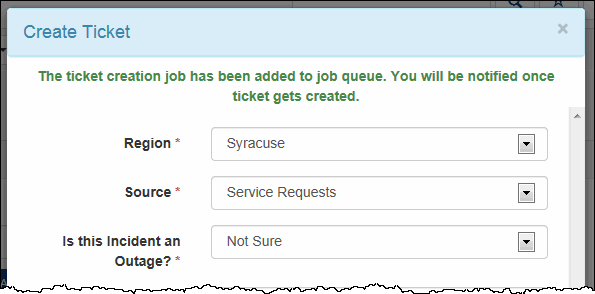 Create Ticket ×
The ticket creation job has been added to job queue. You will be notified once
ticket gets created.
Region * Syracuse
Source * Service Requests
Is this Incident an Not Sure
Outage? *